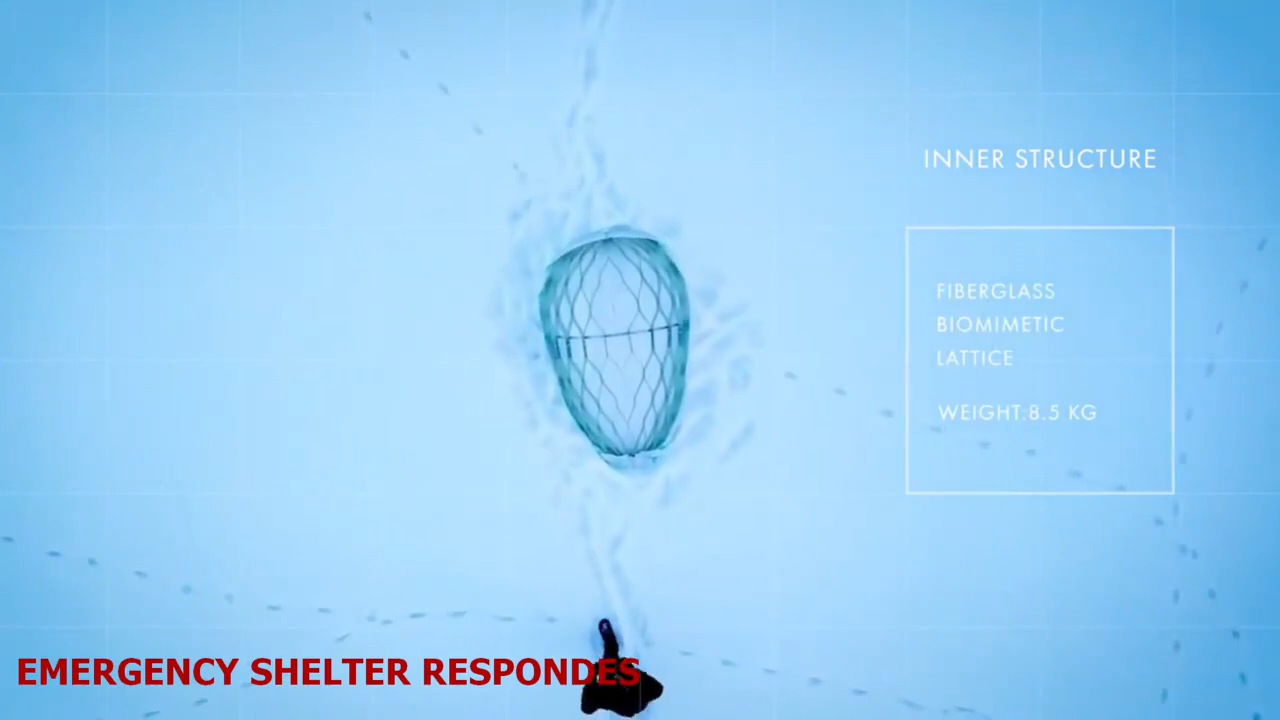 INNER STRUCTURE
FIBERGLASS
BIOMIMETIC
LATTICE
WEIGHT:8.5 KG
EMERGENCY SHELTER RESPONDES